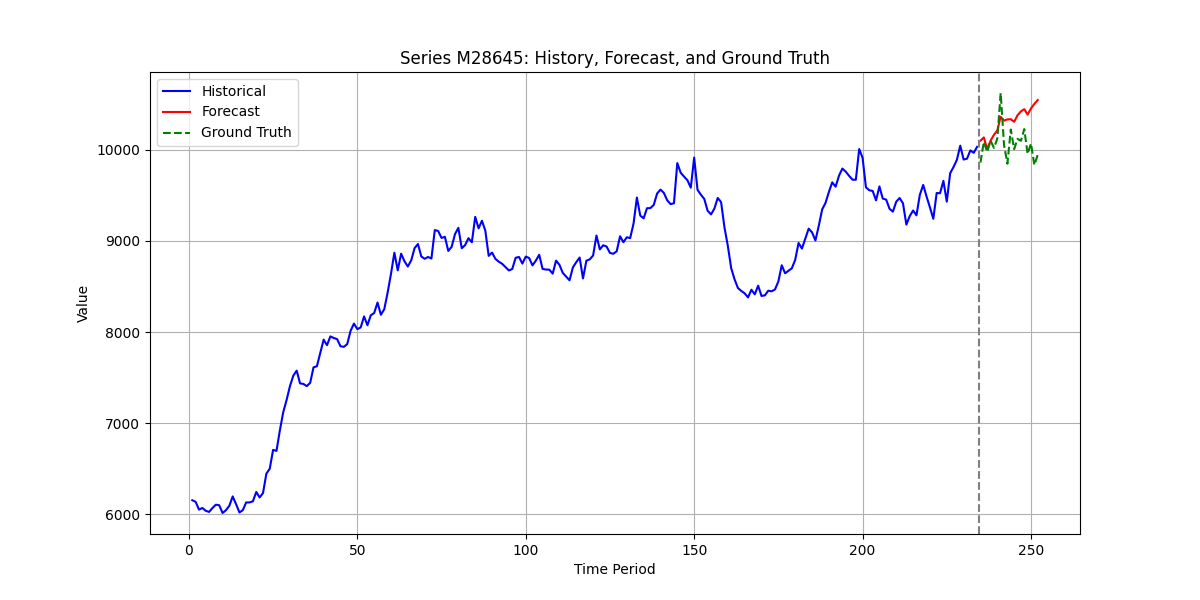 Series M28645: History, Forecast, and Ground Truth
Historical
Forecast
Ground Truth
Value
10000
9000
8000
7000
6000
0 50 100 150 200 250
Time Period